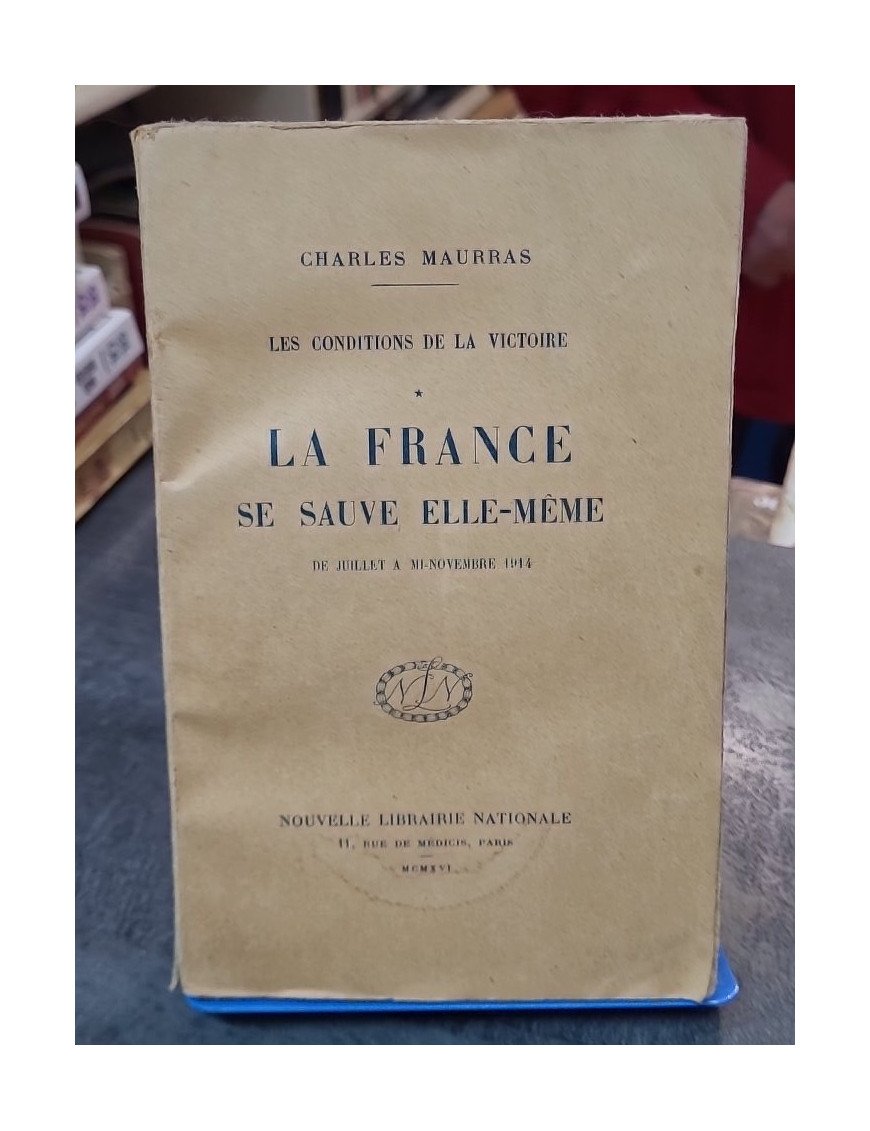 CHARLES MAURRAS
LES CONDITIONS DE LA VICTOIRE
★
LA FRANCE
SE SAUVE ELLE-MÊME
DE JUILLET A MI-NOVEMBRE 1914
NLN
NOUVELLE LIBRAIRIE NATIONALE
11, RUE DE MÉDICIS, PARIS
MCMXVI